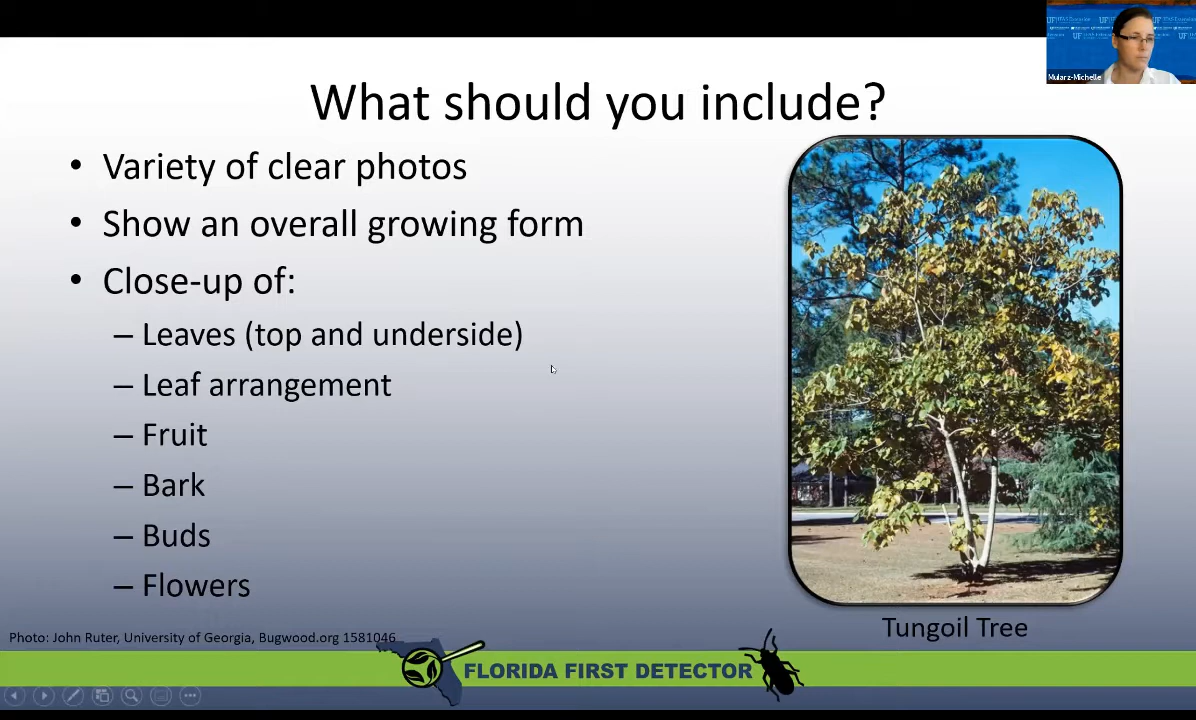 What should you include?
• Variety of clear photos
• Show an overall growing form
• Close-up of:
– Leaves (top and underside)
– Leaf arrangement
– Fruit
– Bark
– Buds
– Flowers
Tungoil Tree
Photo: John Ruter, University of Georgia, Bugwood.org 1581046
FLORIDA FIRST DETECTOR
Mularz-Michelle